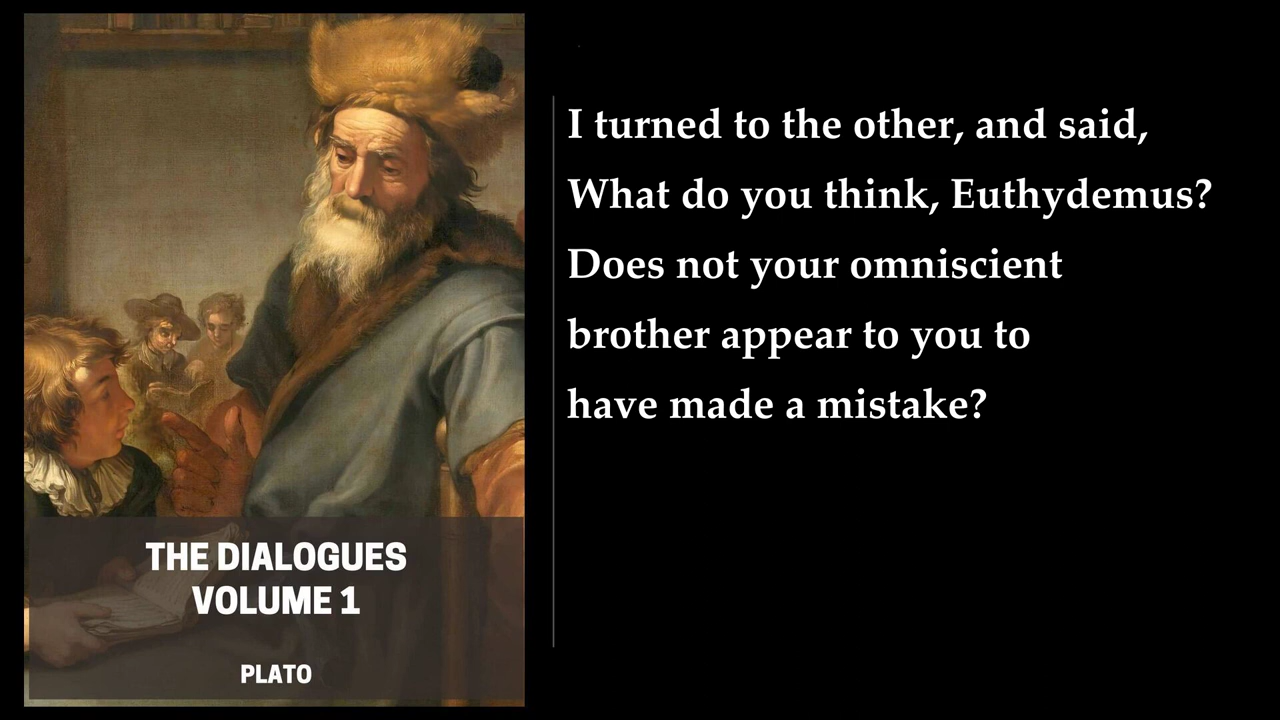 I turned to the other, and said,
What do you think, Euthydemus?
Does not your omniscient
brother appear to you to
have made a mistake?
THE DIALOGUES
VOLUME 1
PLATO